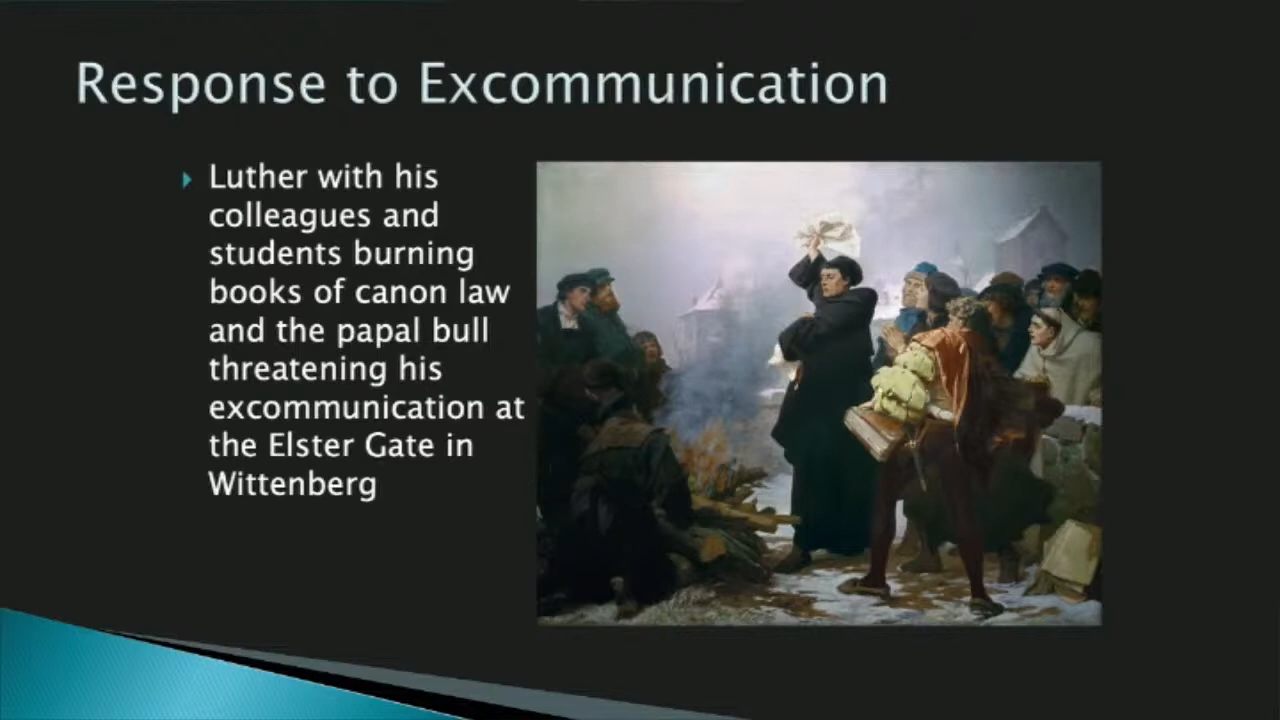 Response to Excommunication
Luther with his
colleagues and
students burning
books of canon law
and the papal bull
threatening his
excommunication at
the Elster Gate in
Wittenberg